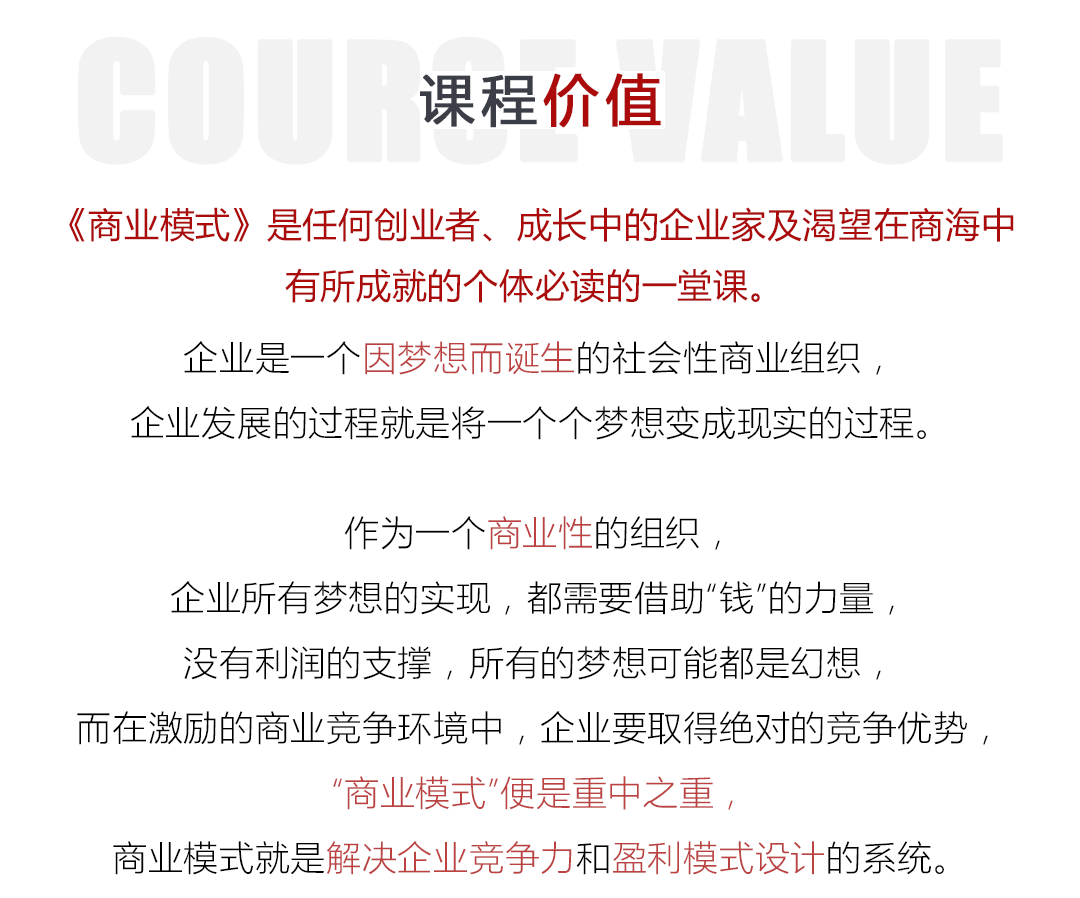 COURSE VALUE
课程价值
《商业模式》是任何创业者、成长中的企业家及渴望在商海中
有所成就的个体必读的一堂课。
企业是一个因梦想而诞生的社会性商业组织，
企业发展的过程就是将一个个梦想变成现实的过程。
作为一个商业性的组织，
企业所有梦想的实现，都需要借助“钱”的力量，
没有利润的支撑，所有的梦想可能都是幻想，
而在激励的商业竞争环境中，企业要取得绝对的竞争优势，
“商业模式”便是重中之重，
商业模式就是解决企业竞争力和盈利模式设计的系统。